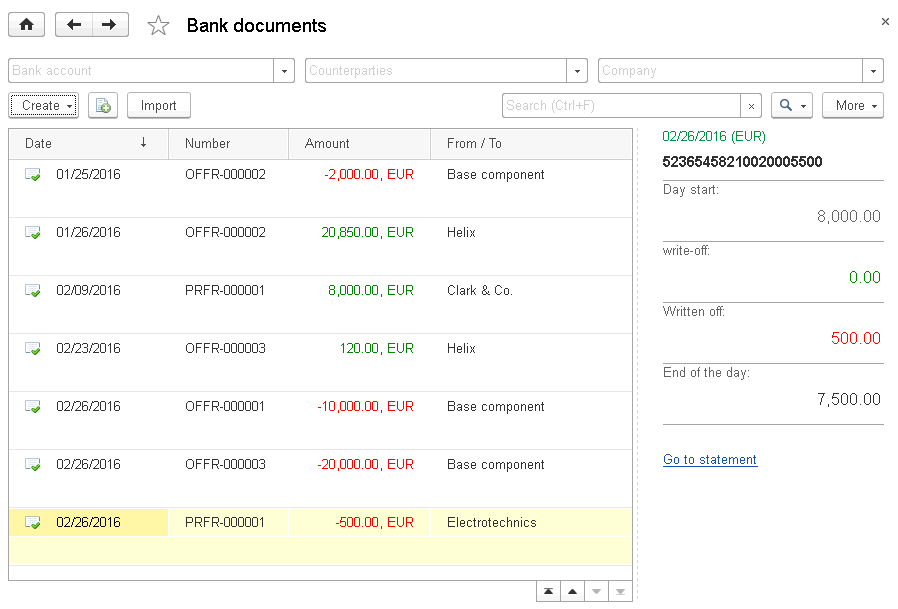 Bank documents
Bank account
Counterparties
Company
Create
Import
Search (Ctrl+F)
More
Date ↓ Number Amount From / To
01/25/2016 OFFR-000002 -2,000.00, EUR Base component
01/26/2016 OFFR-000002 20,850.00, EUR Helix
02/09/2016 PRFR-000001 8,000.00, EUR Clark & Co.
02/23/2016 OFFR-000003 120.00, EUR Helix
02/26/2016 OFFR-000001 -10,000.00, EUR Base component
02/26/2016 OFFR-000003 -20,000.00, EUR Base component
02/26/2016 PRFR-000001 -500.00, EUR Electrotechnics
02/26/2016 (EUR)
52365458210020005500
Day start:
8,000.00
write-off:
0.00
Written off:
500.00
End of the day:
7,500.00
Go to statement